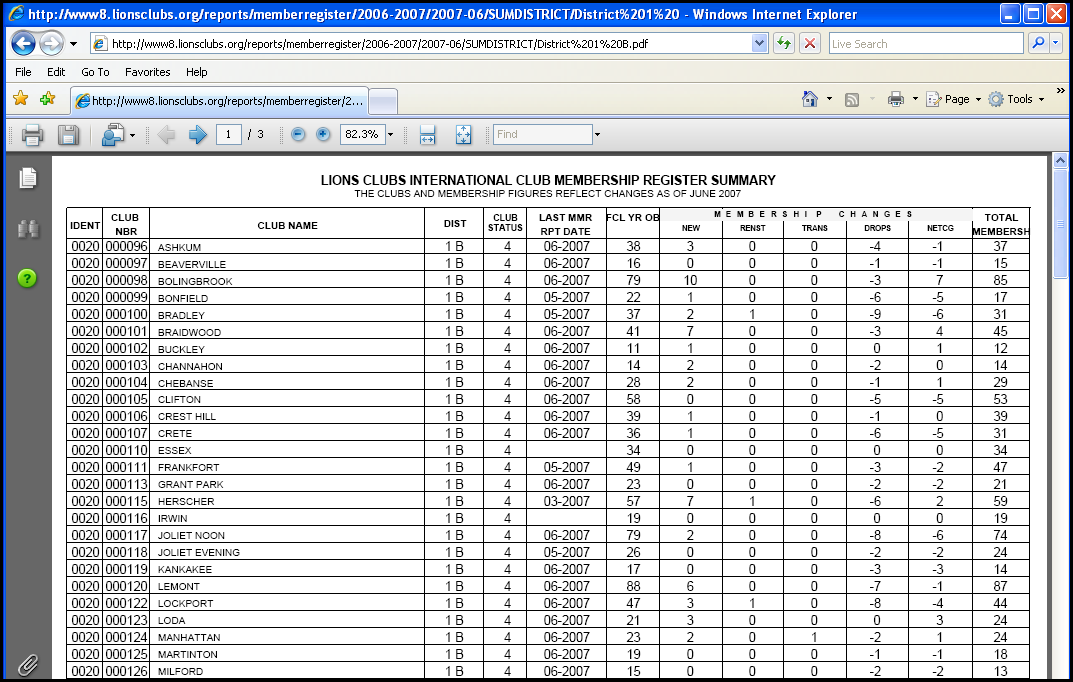 http://www8.lionsclubs.org/reports/memberregister/2006-2007/2007-06/SUMDISTRICT/District%201%20 - Windows Internet Explorer
http://www8.lionsclubs.org/reports/memberregister/2006-2007/2007-06/SUMDISTRICT/District%201%20B.pdf Live Search
File Edit Go To Favorites Help
http://www8.lionsclubs.org/reports/memberregister/2... Page Tools »
1 / 3 82.3% Find
LIONS CLUBS INTERNATIONAL CLUB MEMBERSHIP REGISTER SUMMARY
THE CLUBS AND MEMBERSHIP FIGURES REFLECT CHANGES AS OF JUNE 2007
CLUB CLUB LAST MMR FCL YR OB MEMBERSHIP CHANGES TOTAL
IDENT NBR CLUB NAME DIST STATUS RPT DATE NEW RENST TRANS DROPS NETCG MEMBERSH
0020 000096 ASHKUM 1 B 4 06-2007 38 3 0 0 -4 -1 37
0020 000097 BEAVERVILLE 1 B 4 06-2007 16 0 0 0 -1 -1 15
0020 000098 BOLINGBROOK 1 B 4 06-2007 79 10 0 0 -3 7 85
0020 000099 BONFIELD 1 B 4 05-2007 22 1 0 0 -6 -5 17
0020 000100 BRADLEY 1 B 4 05-2007 37 2 1 0 -9 -6 31
0020 000101 BRAIDWOOD 1 B 4 06-2007 41 7 0 0 -3 4 45
0020 000102 BUCKLEY 1 B 4 06-2007 11 1 0 0 0 1 12
0020 000103 CHANNAHON 1 B 4 06-2007 14 2 0 0 -2 0 14
0020 000104 CHEBANSE 1 B 4 06-2007 28 2 0 0 -1 1 29
0020 000105 CLIFTON 1 B 4 06-2007 58 0 0 0 -5 -5 53
0020 000106 CREST HILL 1 B 4 06-2007 39 1 0 0 -1 0 39
0020 000107 CRETE 1 B 4 06-2007 36 1 0 0 -6 -5 31
0020 000110 ESSEX 1 B 4 34 0 0 0 0 0 34
0020 000111 FRANKFORT 1 B 4 05-2007 49 1 0 0 -3 -2 47
0020 000113 GRANT PARK 1 B 4 06-2007 23 0 0 0 -2 -2 21
0020 000115 HERSCHER 1 B 4 03-2007 57 7 1 0 -6 2 59
0020 000116 IRWIN 1 B 4 19 0 0 0 0 0 19
0020 000117 JOLIET NOON 1 B 4 06-2007 79 2 0 0 -8 -6 74
0020 000118 JOLIET EVENING 1 B 4 05-2007 26 0 0 0 -2 -2 24
0020 000119 KANKAKEE 1 B 4 06-2007 17 0 0 0 -3 -3 14
0020 000120 LEMONT 1 B 4 06-2007 88 6 0 0 -7 -1 87
0020 000122 LOCKPORT 1 B 4 06-2007 47 3 1 0 -8 -4 44
0020 000123 LODA 1 B 4 06-2007 21 3 0 0 0 3 24
0020 000124 MANHATTAN 1 B 4 06-2007 23 2 0 1 -2 1 24
0020 000125 MARTINTON 1 B 4 06-2007 19 0 0 0 -1 -1 18
0020 000126 MILFORD 1 B 4 06-2007 15 0 0 0 -2 -2 13